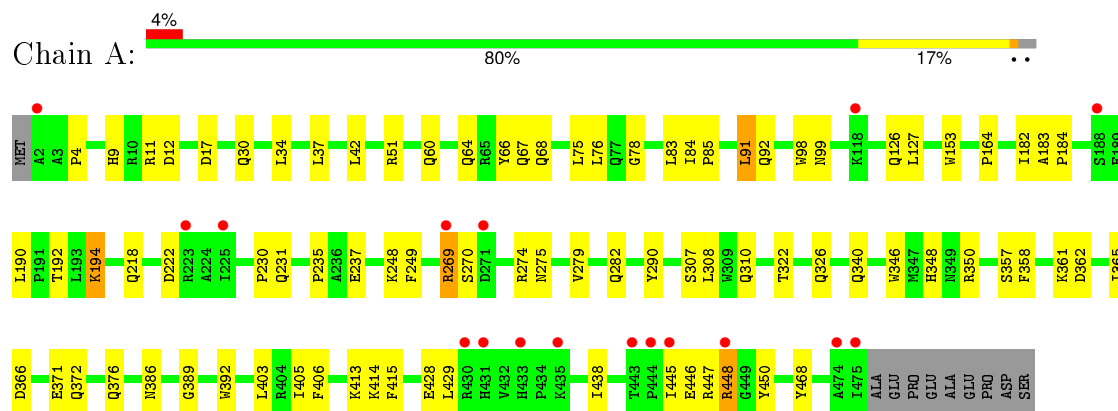 4%
Chain A:
80% 17% ••
MET A2 A3 P4 H9 R10 R11 D12 D17 Q30 L34 L37 L42 R51 Q60 Q64 R65 Y66 Q67 Q68 L75 L76 Q77 G78 L83 I84 P85 L91 Q92 W98 N99 K118 Q126 L127 W153 P164 I182 A183 P184 S188 E189
L190 P191 T192 L193 K194 Q218 D222 R223 A224 I225 P230 Q231 P235 A236 E237 K248 F249 R269 S270 D271 R274 N275 V279 Q282 Y290 S307 L308 W309 Q310 T322 Q326 Q340 W346 M347 H348 N349 R350 S357 F358 K361 D362 I365
D366 E371 Q372 Q376 N386 G389 W392 L403 R404 I405 F406 K413 K414 F415 E428 L429 R430 H431 V432 H433 P434 K435 I438 T443 P444 I445 E446 R447 R448 G449 Y450 Y468 A474 I475 ALA GLU PRO GLU ALA GLU PRO ASP SER